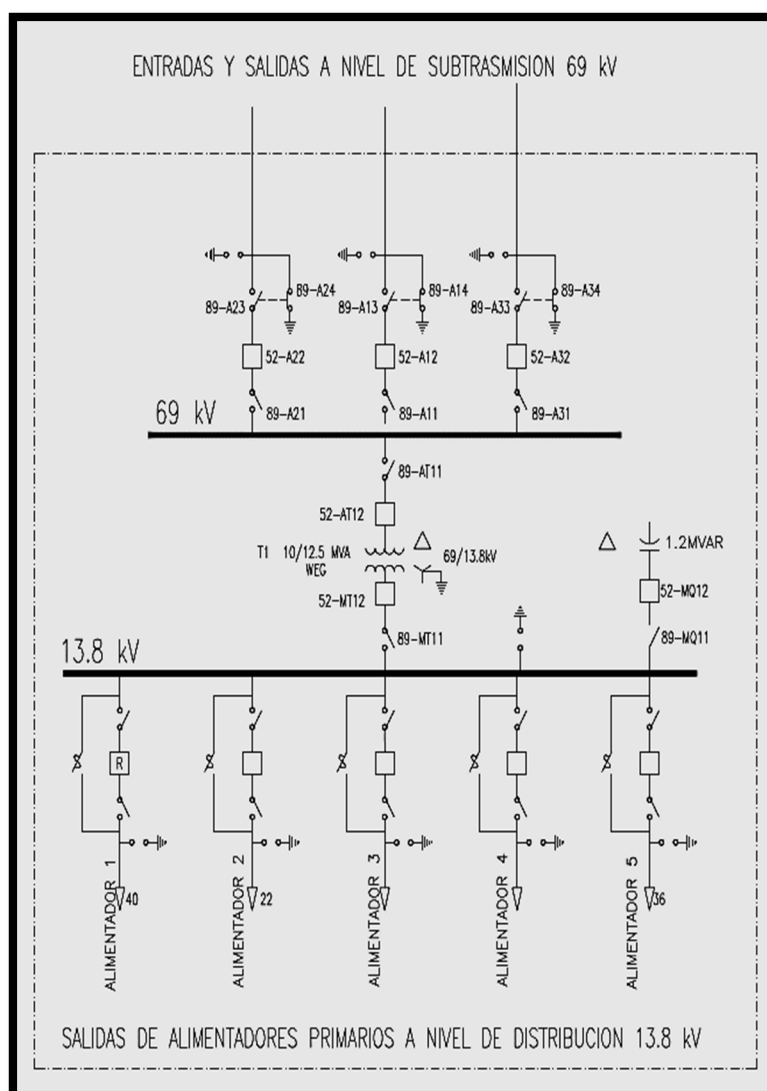 ENTRADAS Y SALIDAS A NIVEL DE SUBTRASMISION 69 kV
89-A24
89-A14
89-A34
89-A23
89-A13
89-A33
52-A22
52-A12
52-A32
69 kV
89-A21
89-A11
89-A31
89-AT11
52-AT12
T1 10/12.5 MVA
WEG
69/13.8kV
1.2MVAR
52-MT12
52-MQ12
89-MT11
89-MQ11
13.8 kV
R
ALIMENTADOR 1
40
ALIMENTADOR 2
22
ALIMENTADOR 3
ALIMENTADOR 4
ALIMENTADOR 5
36
SALIDAS DE ALIMENTADORES PRIMARIOS A NIVEL DE DISTRIBUCION 13.8 kV